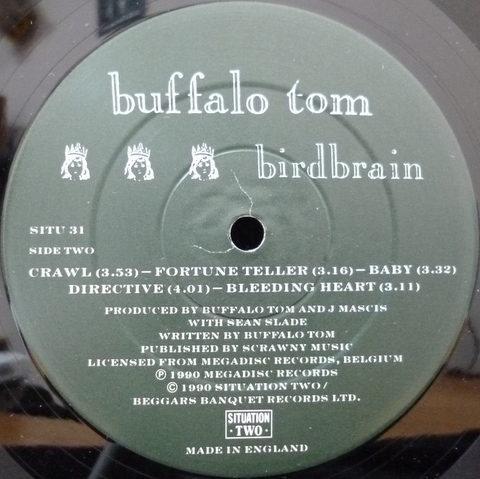 buffalo tom
birdbrain
SITU 31
SIDE TWO
CRAWL (3.53) – FORTUNE TELLER (3.16) – BABY (3.32)
DIRECTIVE (4.01) – BLEEDING HEART (3.11)
PRODUCED BY BUFFALO TOM AND J MASCIS
WITH SEAN SLADE
WRITTEN BY BUFFALO TOM
PUBLISHED BY SCRAWNY MUSIC
LICENSED FROM MEGADISC RECORDS, BELGIUM
Ⓟ 1990 MEGADISC RECORDS
© 1990 SITUATION TWO/
BEGGARS BANQUET RECORDS LTD.
SITUATION
· TWO ·
MADE IN ENGLAND